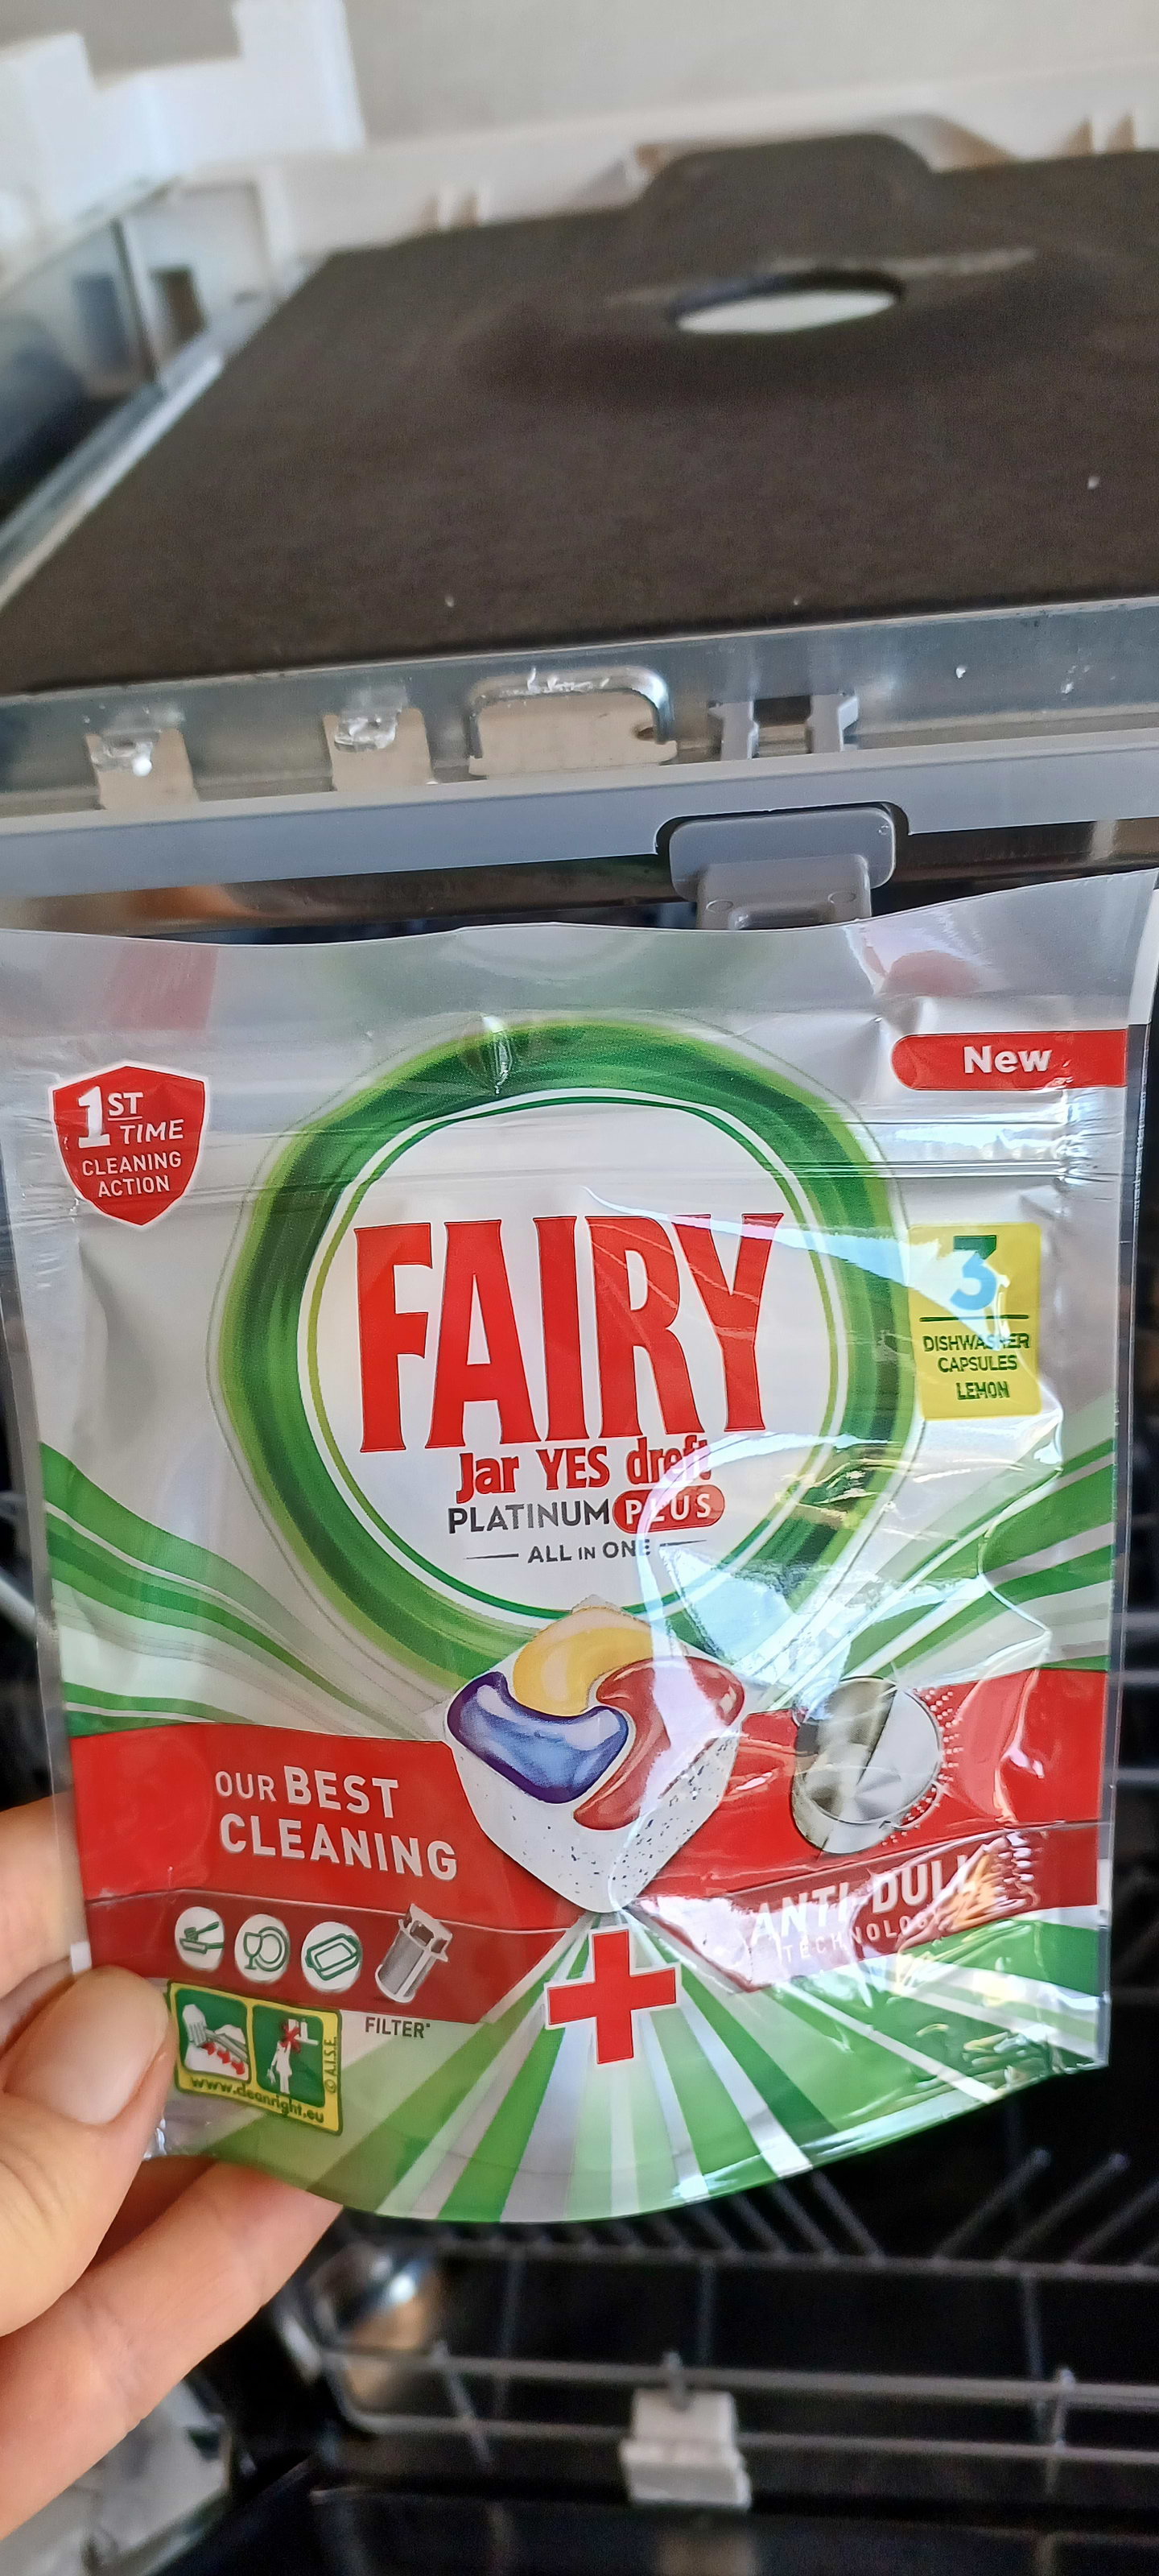 New
1ST
TIME
CLEANING
ACTION
FAIRY
Jar YES dreft
PLATINUM PLUS
ALL IN ONE
3
DISHWASHER
CAPSULES
LEMON
OUR BEST
CLEANING
ANTI-DULL
TECHNOLOGY
FILTER*
www.cleanright.eu
© A.I.S.E.